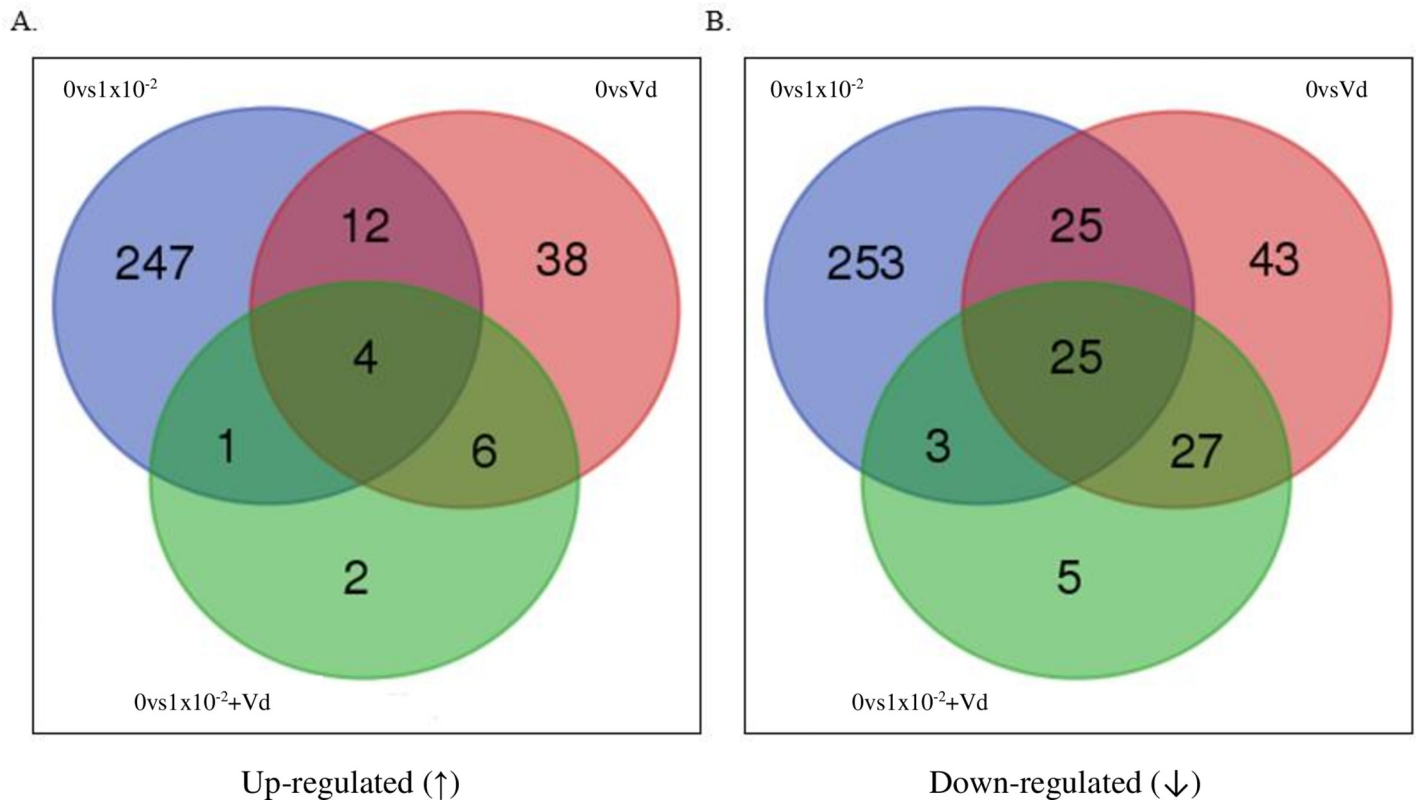 A.
B.
0vs1x10⁻²
0vsVd
247
12
38
4
1
6
2
0vs1x10⁻²+Vd
Up-regulated (↑)
0vs1x10⁻²
0vsVd
253
25
43
25
3
27
5
0vs1x10⁻²+Vd
Down-regulated (↓)